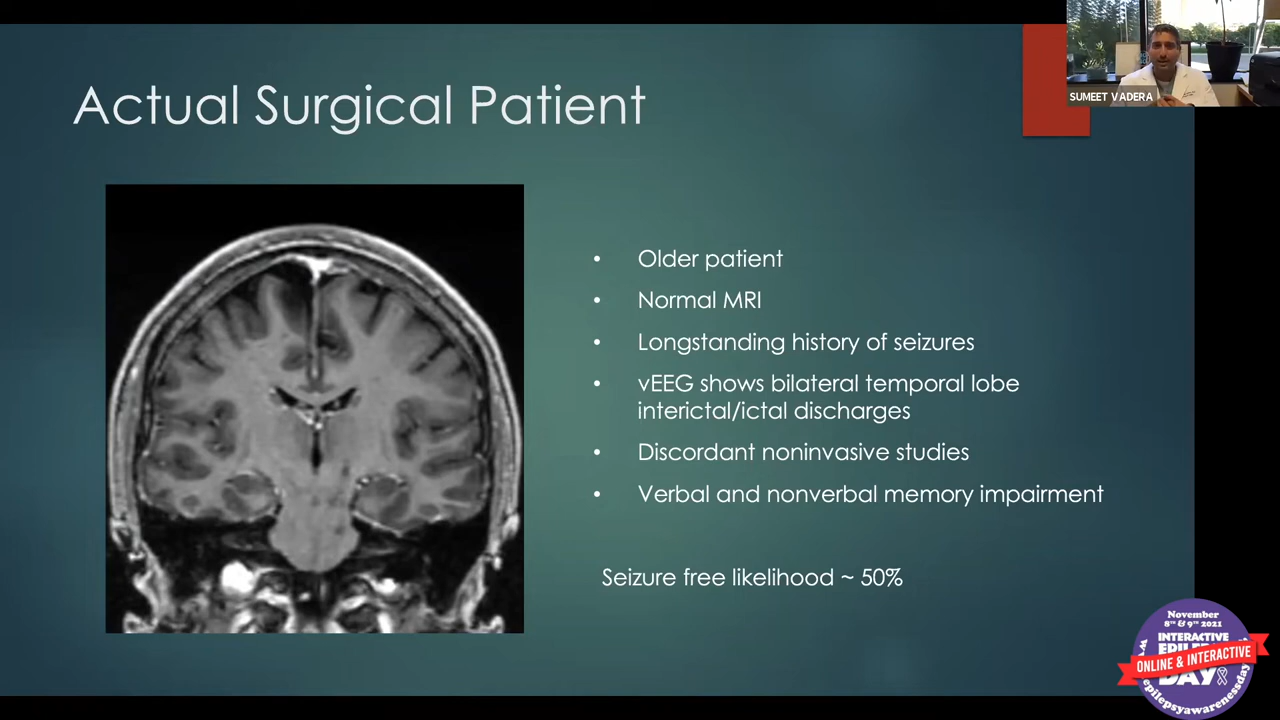 Actual Surgical Patient
SUMEET VADERA
• Older patient
• Normal MRI
• Longstanding history of seizures
• vEEG shows bilateral temporal lobe
interictal/ictal discharges
• Discordant noninvasive studies
• Verbal and nonverbal memory impairment
Seizure free likelihood ~ 50%
November
8TH & 9TH 2021
INTERACTIVE
ONLINE & INTERACTIVE
DAY
epilepsyawarenessday